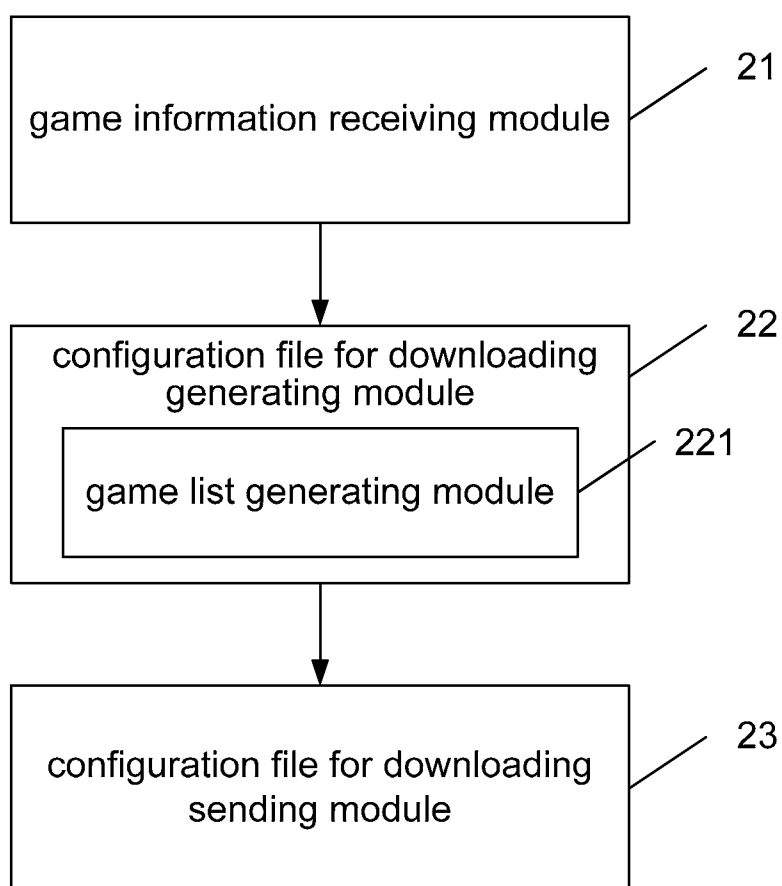 21
game information receiving module
22
configuration file for downloading
generating module
221
game list generating module
23
configuration file for downloading
sending module